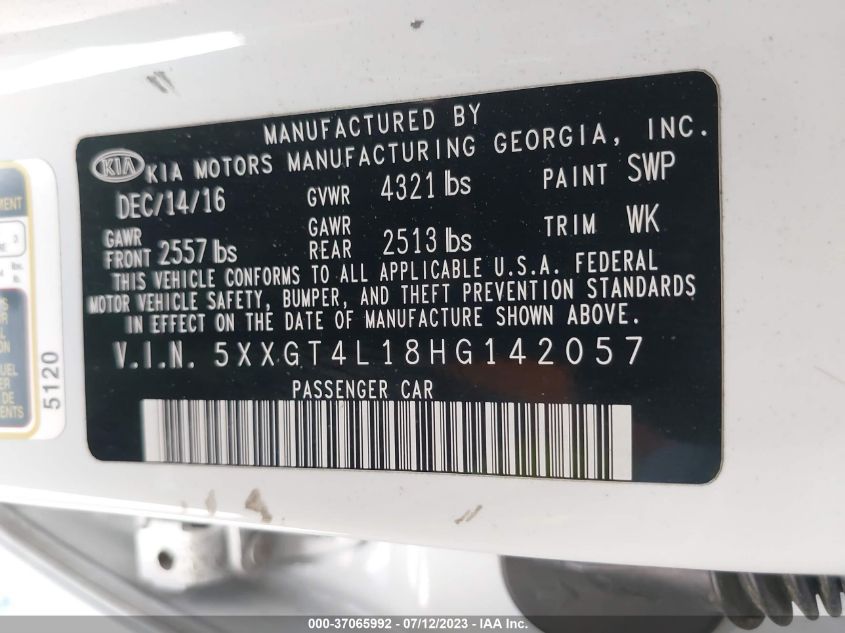 MANUFACTURED BY
KIA KIA MOTORS MANUFACTURING GEORGIA, INC.
DEC/14/16 GVWR 4321 lbs PAINT SWP
GAWR FRONT 2557 lbs GAWR REAR 2513 lbs TRIM WK
THIS VEHICLE CONFORMS TO ALL APPLICABLE U.S.A. FEDERAL
MOTOR VEHICLE SAFETY, BUMPER, AND THEFT PREVENTION STANDARDS
IN EFFECT ON THE DATE OF MANUFACTURE SHOWN ABOVE.
V.I.N. 5XXGT4L18HG142057
PASSENGER CAR
5120
000-37065992 - 07/12/2023 - © IAA Inc.